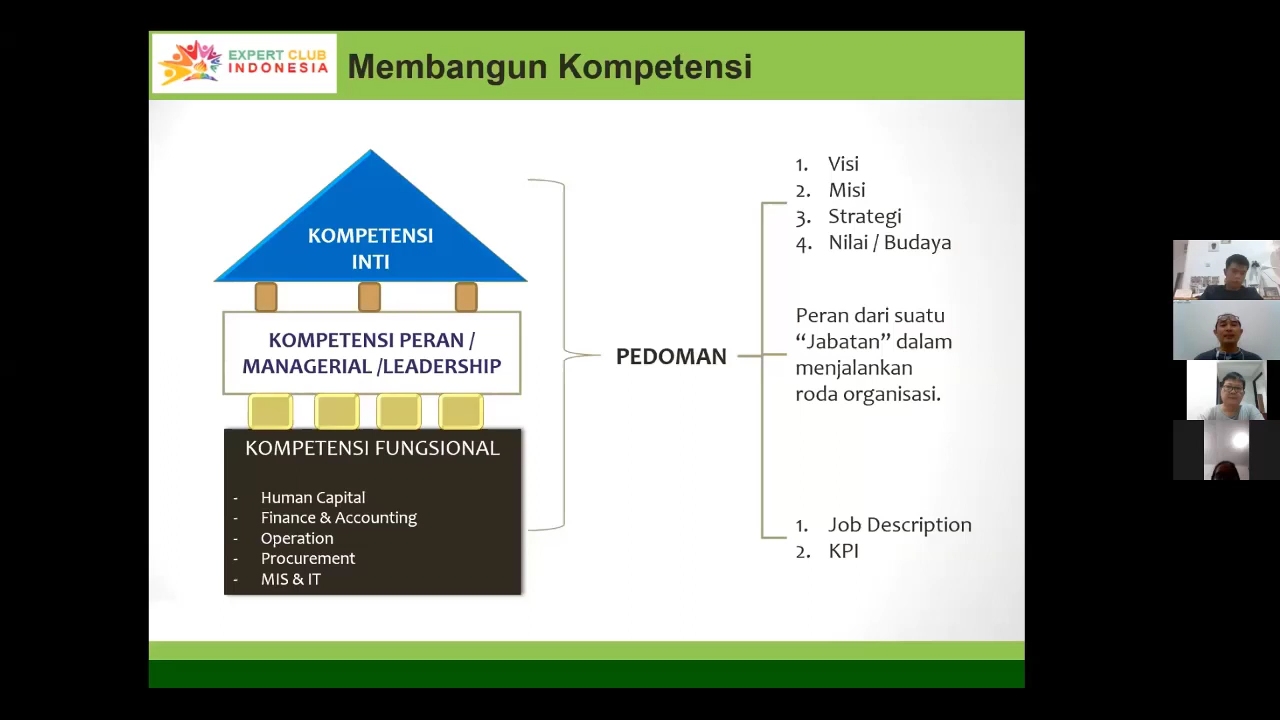 EXPERT CLUB
INDONESIA
Membangun Kompetensi
KOMPETENSI
INTI
KOMPETENSI PERAN /
MANAGERIAL /LEADERSHIP
KOMPETENSI FUNGSIONAL
- Human Capital
- Finance & Accounting
- Operation
- Procurement
- MIS & IT
PEDOMAN
1. Visi
2. Misi
3. Strategi
4. Nilai / Budaya
Peran dari suatu
“Jabatan” dalam
menjalankan
roda organisasi.
1. Job Description
2. KPI